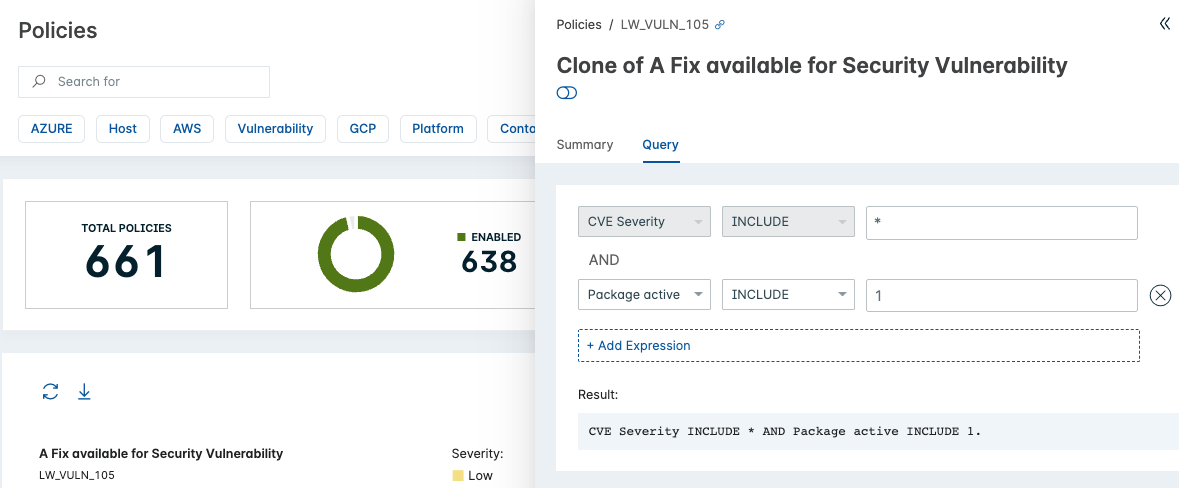 Policies
Search for
AZURE Host AWS Vulnerability GCP Platform Conta
TOTAL POLICIES
661
ENABLED
638
A Fix available for Security Vulnerability
LW_VULN_105
Severity:
Low
Policies / LW_VULN_105
Clone of A Fix available for Security Vulnerability
Summary Query
CVE Severity INCLUDE *
AND
Package active INCLUDE 1
+ Add Expression
Result:
CVE Severity INCLUDE * AND Package active INCLUDE 1.